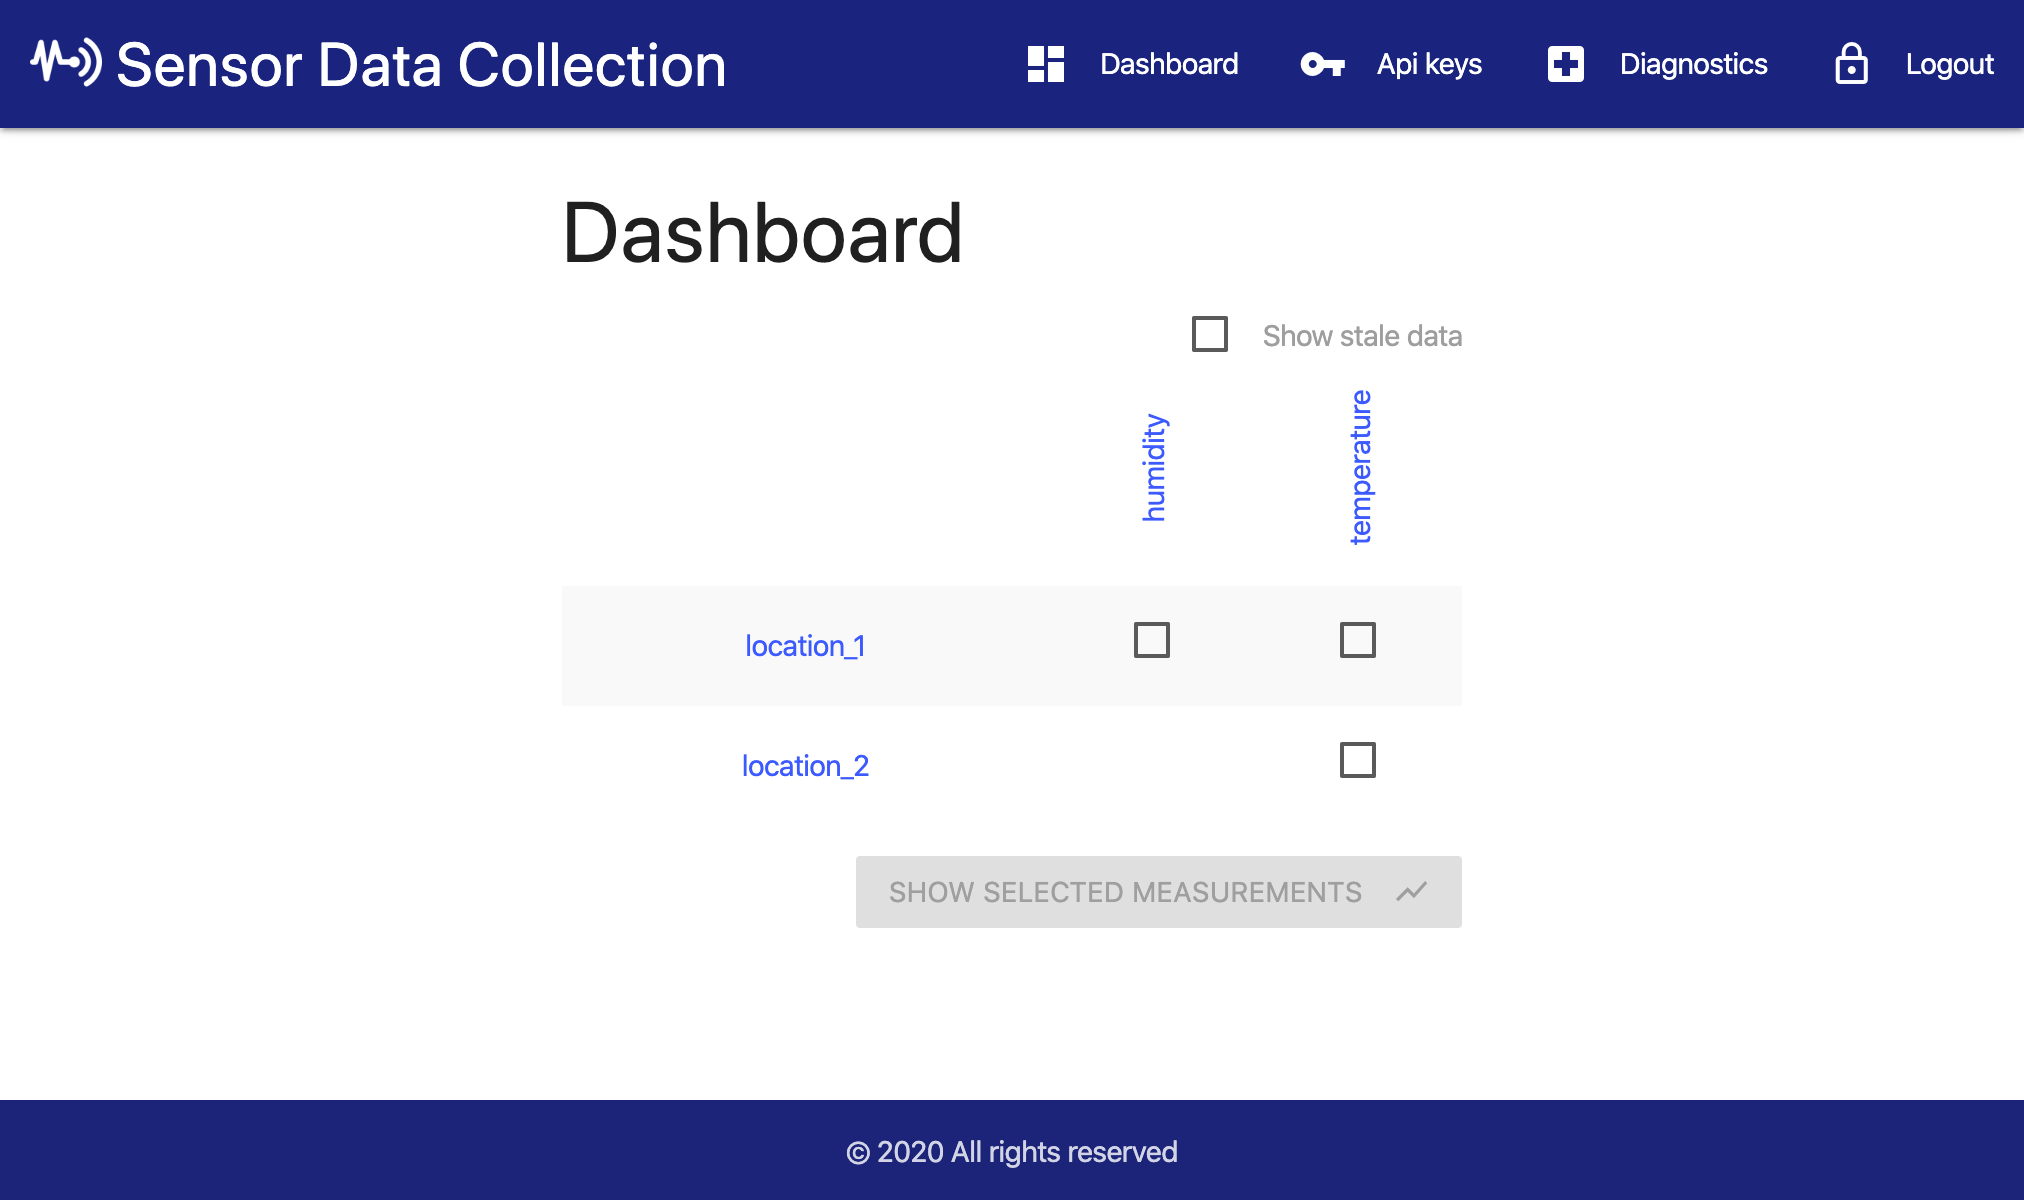 Sensor Data Collection
Dashboard
Api keys
Diagnostics
Logout
Dashboard
Show stale data
humidity
temperature
location_1
location_2
SHOW SELECTED MEASUREMENTS
© 2020 All rights reserved